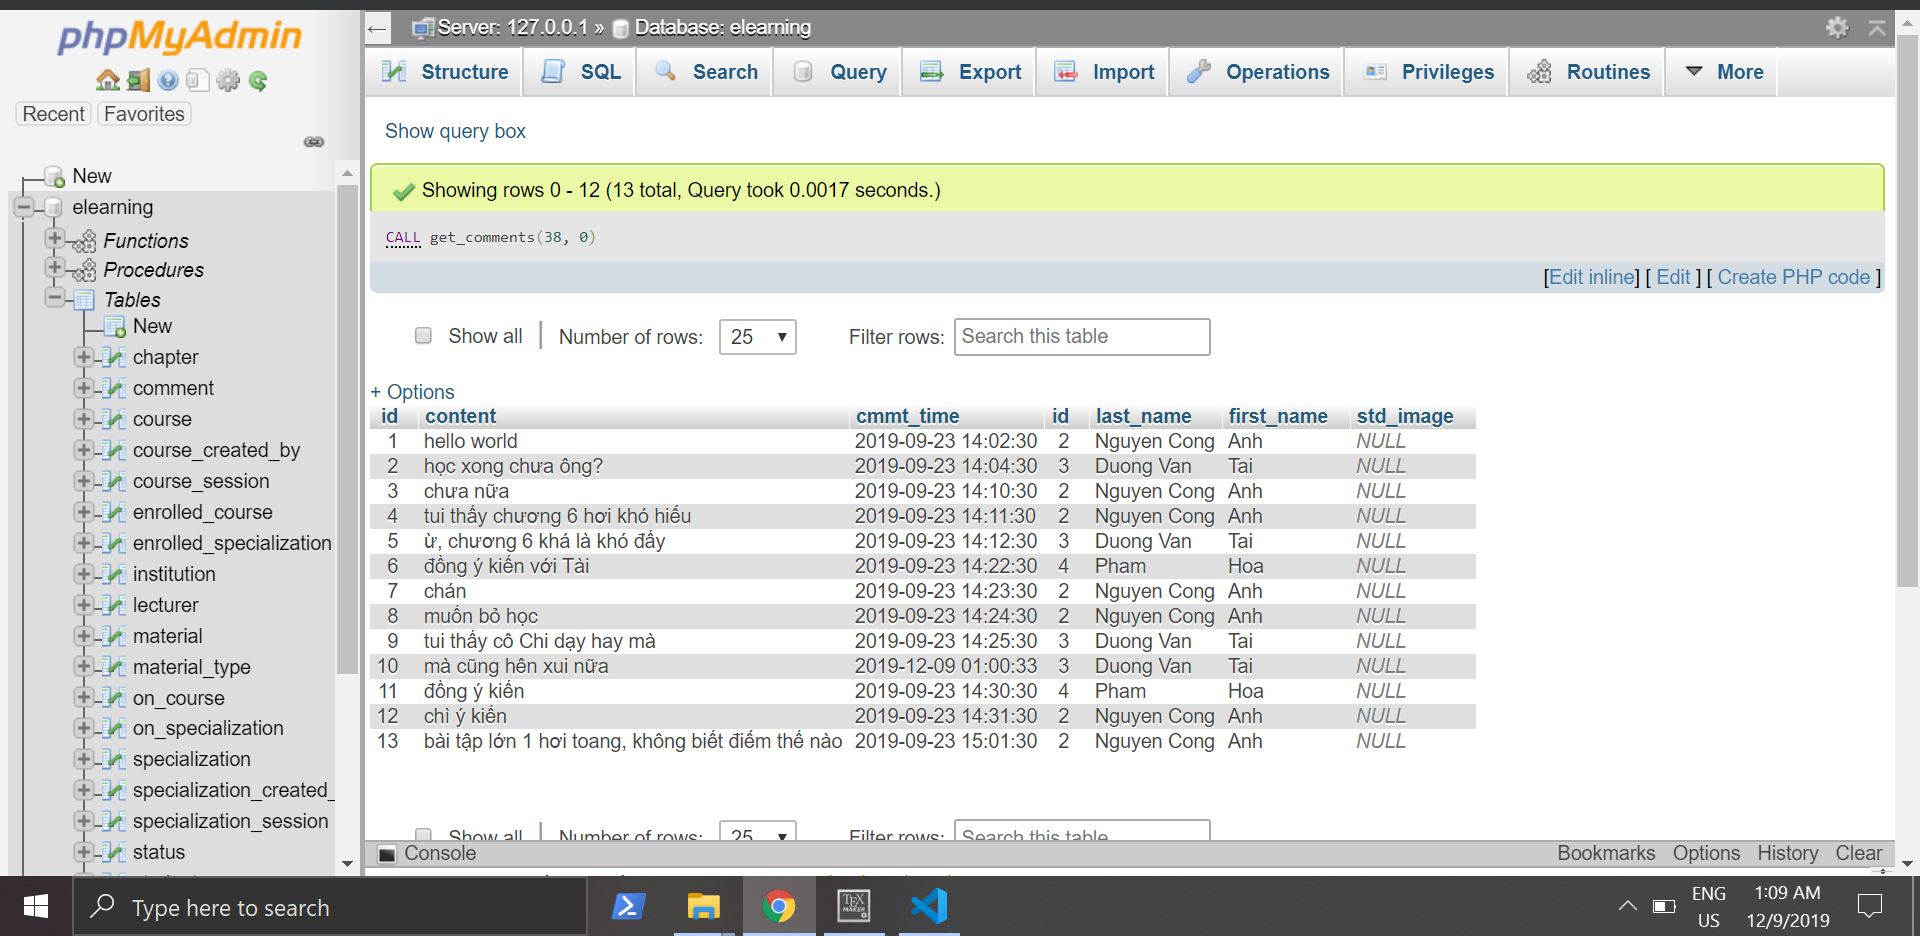 phpMyAdmin
Recent Favorites
New
elearning
Functions
Procedures
Tables
New
chapter
comment
course
course_created_by
course_session
enrolled_course
enrolled_specialization
institution
lecturer
material
material_type
on_course
on_specialization
specialization
specialization_created_
specialization_session
status
Server: 127.0.0.1 » Database: elearning
Structure SQL Search Query Export Import Operations Privileges Routines More
Show query box
Showing rows 0 - 12 (13 total, Query took 0.0017 seconds.)
CALL get_comments(38, 0)
[Edit inline] [ Edit ] [ Create PHP code ]
Show all Number of rows: 25 Filter rows: Search this table
+ Options
id content cmmt_time id last_name first_name std_image
1 hello world 2019-09-23 14:02:30 2 Nguyen Cong Anh NULL
2 học xong chưa ông? 2019-09-23 14:04:30 3 Duong Van Tai NULL
3 chưa nữa 2019-09-23 14:10:30 2 Nguyen Cong Anh NULL
4 tui thấy chương 6 hơi khó hiểu 2019-09-23 14:11:30 2 Nguyen Cong Anh NULL
5 ừ, chương 6 khá là khó đấy 2019-09-23 14:12:30 3 Duong Van Tai NULL
6 đồng ý kiến với Tài 2019-09-23 14:22:30 4 Pham Hoa NULL
7 chán 2019-09-23 14:23:30 2 Nguyen Cong Anh NULL
8 muốn bỏ học 2019-09-23 14:24:30 2 Nguyen Cong Anh NULL
9 tui thấy cô Chi dạy hay mà 2019-09-23 14:25:30 3 Duong Van Tai NULL
10 mà cũng hên xui nữa 2019-12-09 01:00:33 3 Duong Van Tai NULL
11 đồng ý kiến 2019-09-23 14:30:30 4 Pham Hoa NULL
12 chì ý kiến 2019-09-23 14:31:30 2 Nguyen Cong Anh NULL
13 bài tập lớn 1 hơi toang, không biết điểm thế nào 2019-09-23 15:01:30 2 Nguyen Cong Anh NULL
Show all Number of rows: 25 Filter rows: Search this table
Console Bookmarks Options History Clear
Type here to search
TEX MAKER
ENG 1:09 AM
US 12/9/2019